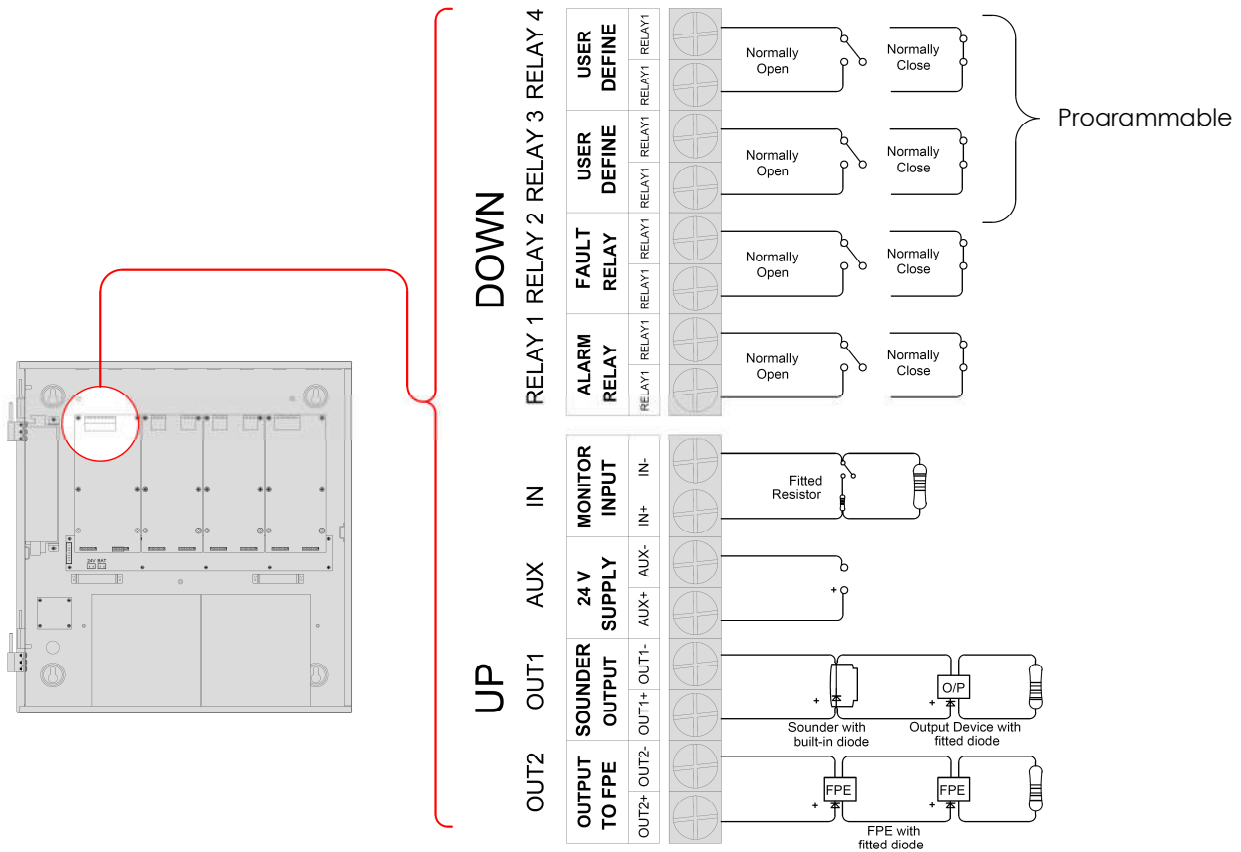 DOWN
RELAY 4
USER
DEFINE
RELAY1
RELAY1
Normally
Open
Normally
Close
RELAY 3
USER
DEFINE
RELAY1
RELAY1
Normally
Open
Normally
Close
Proarammable
RELAY 2
FAULT
RELAY
RELAY1
RELAY1
Normally
Open
Normally
Close
RELAY 1
ALARM
RELAY
RELAY1
RELAY1
Normally
Open
Normally
Close
UP
IN
MONITOR
INPUT
IN-
IN+
Fitted
Resistor
AUX
24 V
SUPPLY
AUX-
AUX+
+
OUT1
SOUNDER
OUTPUT
OUT1-
OUT1+
+
Sounder with
built-in diode
O/P
+
Output Device with
fitted diode
OUT2
OUTPUT
TO FPE
OUT2-
OUT2+
FPE
+
FPE
+
FPE with
fitted diode
24V BAT